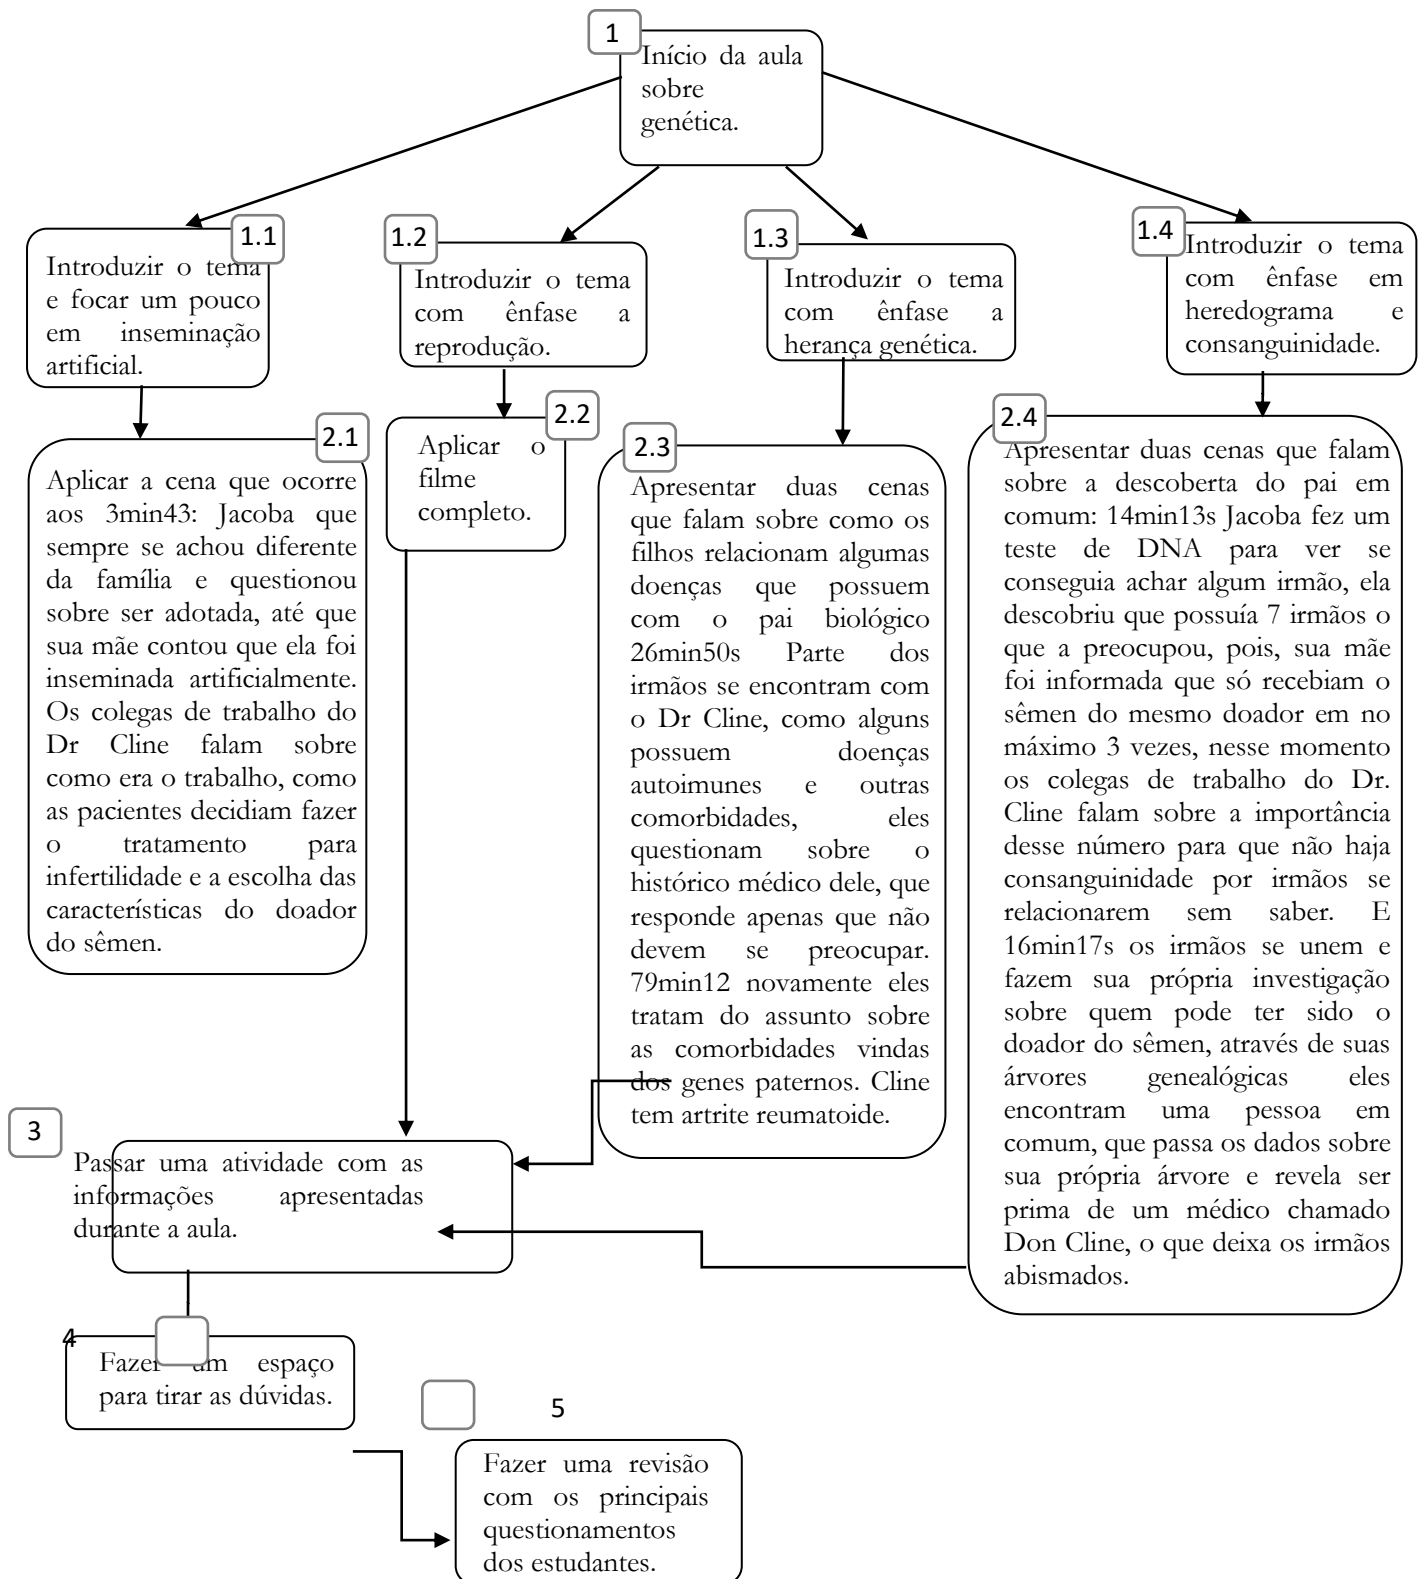 1
Início da aula
sobre
genética.
1.1
Introduzir o tema
e focar um pouco
em inseminação
artificial.
1.2
Introduzir o tema
com ênfase a
reprodução.
1.3
Introduzir o tema
com ênfase a
herança genética.
1.4
Introduzir o tema
com ênfase em
heredograma e
consanguinidade.
2.1
Aplicar a cena que ocorre
aos 3min43: Jacoba que
sempre se achou diferente
da família e questionou
sobre ser adotada, até que
sua mãe contou que ela foi
inseminada artificialmente.
Os colegas de trabalho do
Dr Cline falam sobre
como era o trabalho, como
as pacientes decidiam fazer
o tratamento para
infertilidade e a escolha das
características do doador
do sêmen.
2.2
Aplicar o
filme
completo.
2.3
Apresentar duas cenas
que falam sobre como os
filhos relacionam algumas
doenças que possuem
com o pai biológico
26min50s Parte dos
irmãos se encontram com
o Dr Cline, como alguns
possuem doenças
autoimunes e outras
comorbidades, eles
questionam sobre o
histórico médico dele, que
responde apenas que não
devem se preocupar.
79min12 novamente eles
tratam do assunto sobre
as comorbidades vindas
dos genes paternos. Cline
tem artrite reumatoide.
2.4
Apresentar duas cenas que falam
sobre a descoberta do pai em
comum: 14min13s Jacoba fez um
teste de DNA para ver se
conseguia achar algum irmão, ela
descobriu que possuía 7 irmãos o
que a preocupou, pois, sua mãe
foi informada que só recebiam o
sêmen do mesmo doador em no
máximo 3 vezes, nesse momento
os colegas de trabalho do Dr.
Cline falam sobre a importância
desse número para que não haja
consanguinidade por irmãos se
relacionarem sem saber. E
16min17s os irmãos se unem e
fazem sua própria investigação
sobre quem pode ter sido o
doador do sêmen, através de suas
árvores genealógicas eles
encontram uma pessoa em
comum, que passa os dados sobre
sua própria árvore e revela ser
prima de um médico chamado
Don Cline, o que deixa os irmãos
abismados.
3
Passar uma atividade com as
informações apresentadas
durante a aula.
4
Fazer um espaço
para tirar as dúvidas.
5
Fazer uma revisão
com os principais
questionamentos
dos estudantes.